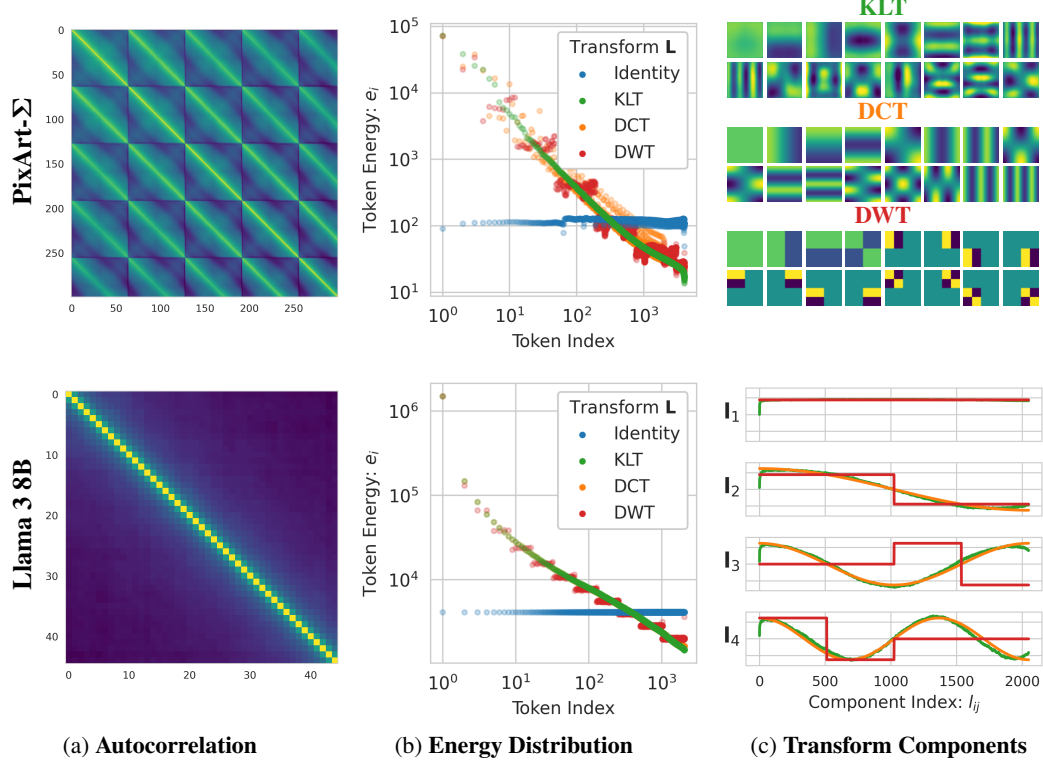 PixArt-Σ
0
50
100
150
200
250
0 50 100 150 200 250
Token Energy: e_i
10^5
10^4
10^3
10^2
10^1
Transform L
Identity
KLT
DCT
DWT
10^0 10^1 10^2 10^3
Token Index
KLT
DCT
DWT
Llama 3 8B
0
10
20
30
40
0 10 20 30 40
Token Energy: e_i
10^6
10^5
10^4
Transform L
Identity
KLT
DCT
DWT
10^0 10^1 10^2 10^3
Token Index
l_1
l_2
l_3
l_4
0 500 1000 1500 2000
Component Index: l_ij
(a) Autocorrelation
(b) Energy Distribution
(c) Transform Components